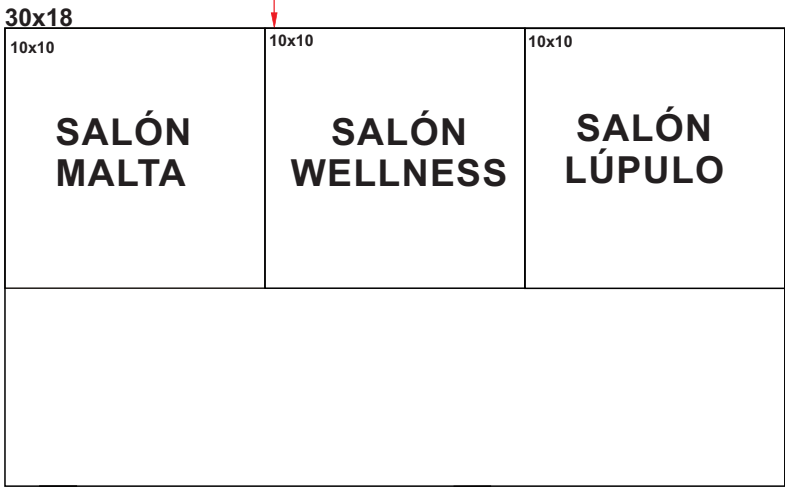 30x18
10x10
10x10
10x10
SALÓN
MALTA
SALÓN
WELLNESS
SALÓN
LÚPULO